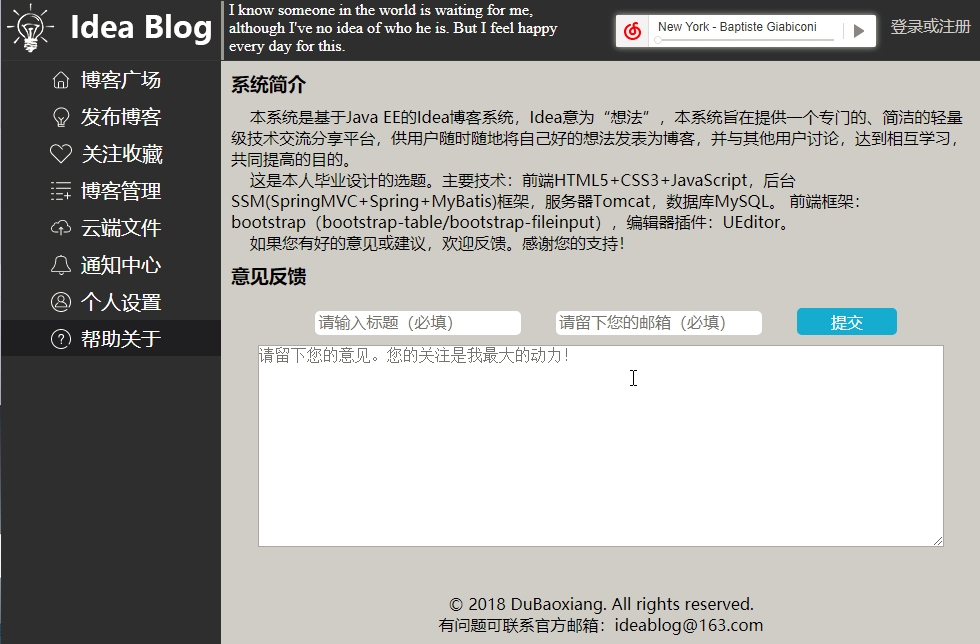 Idea Blog
I know someone in the world is waiting for me,
although I've no idea of who he is. But I feel happy
every day for this.
New York - Baptiste Giabiconi
登录或注册
博客广场
发布博客
关注收藏
博客管理
云端文件
通知中心
个人设置
帮助关于
系统简介
本系统是基于Java EE的Idea博客系统，Idea意为“想法”，本系统旨在提供一个专门的、简洁的轻量
级技术交流分享平台，供用户随时随地将自己好的想法发表为博客，并与其他用户讨论，达到相互学习，
共同提高的目的。
这是本人毕业设计的选题。主要技术：前端HTML5+CSS3+JavaScript，后台
SSM(SpringMVC+Spring+MyBatis)框架，服务器Tomcat，数据库MySQL。 前端框架：
bootstrap（bootstrap-table/bootstrap-fileinput），编辑器插件：UEditor。
如果您有好的意见或建议，欢迎反馈。感谢您的支持！
意见反馈
请输入标题（必填） 请留下您的邮箱（必填） 提交
请留下您的意见。您的关注是我最大的动力！
© 2018 DuBaoxiang. All rights reserved.
有问题可联系官方邮箱：ideablog@163.com